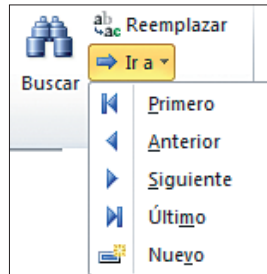 Reemplazar
Ir a
Buscar
Primero
Anterior
Siguiente
Último
Nuevo